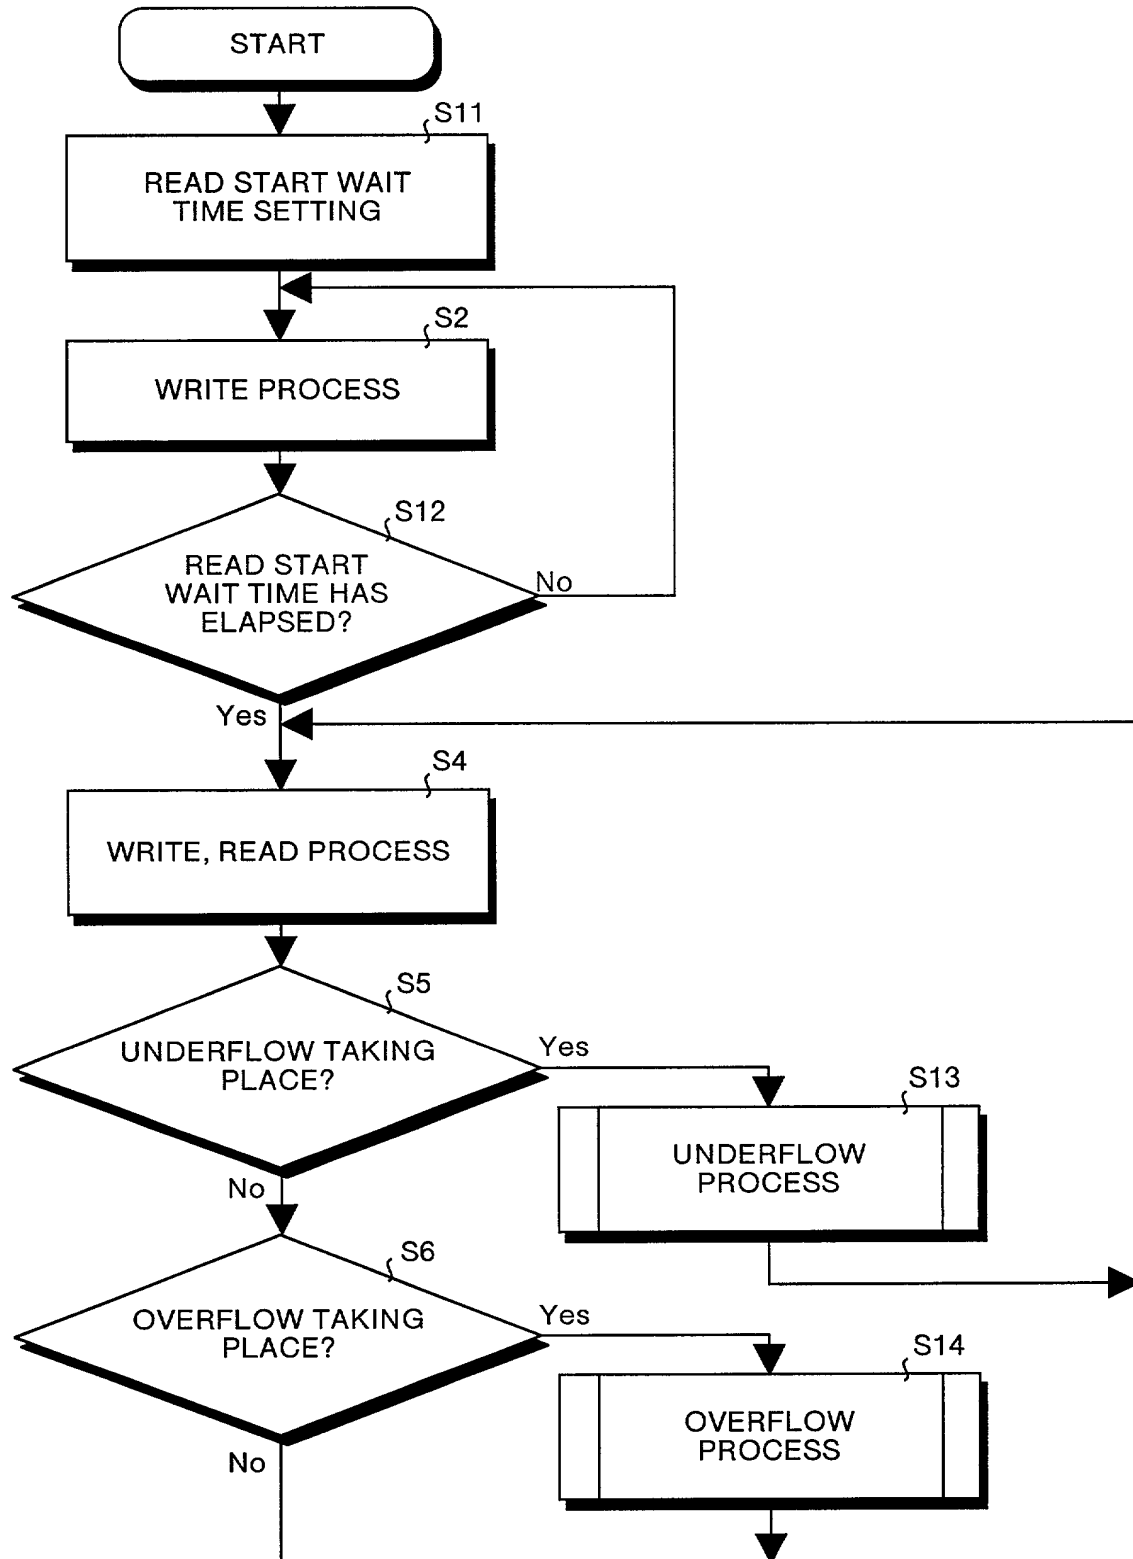 START
S11
READ START WAIT
TIME SETTING
S2
WRITE PROCESS
S12
READ START
WAIT TIME HAS
ELAPSED?
No
Yes
S4
WRITE, READ PROCESS
S5
UNDERFLOW TAKING
PLACE?
Yes
S13
UNDERFLOW
PROCESS
No
S6
OVERFLOW TAKING
PLACE?
Yes
S14
OVERFLOW
PROCESS
No